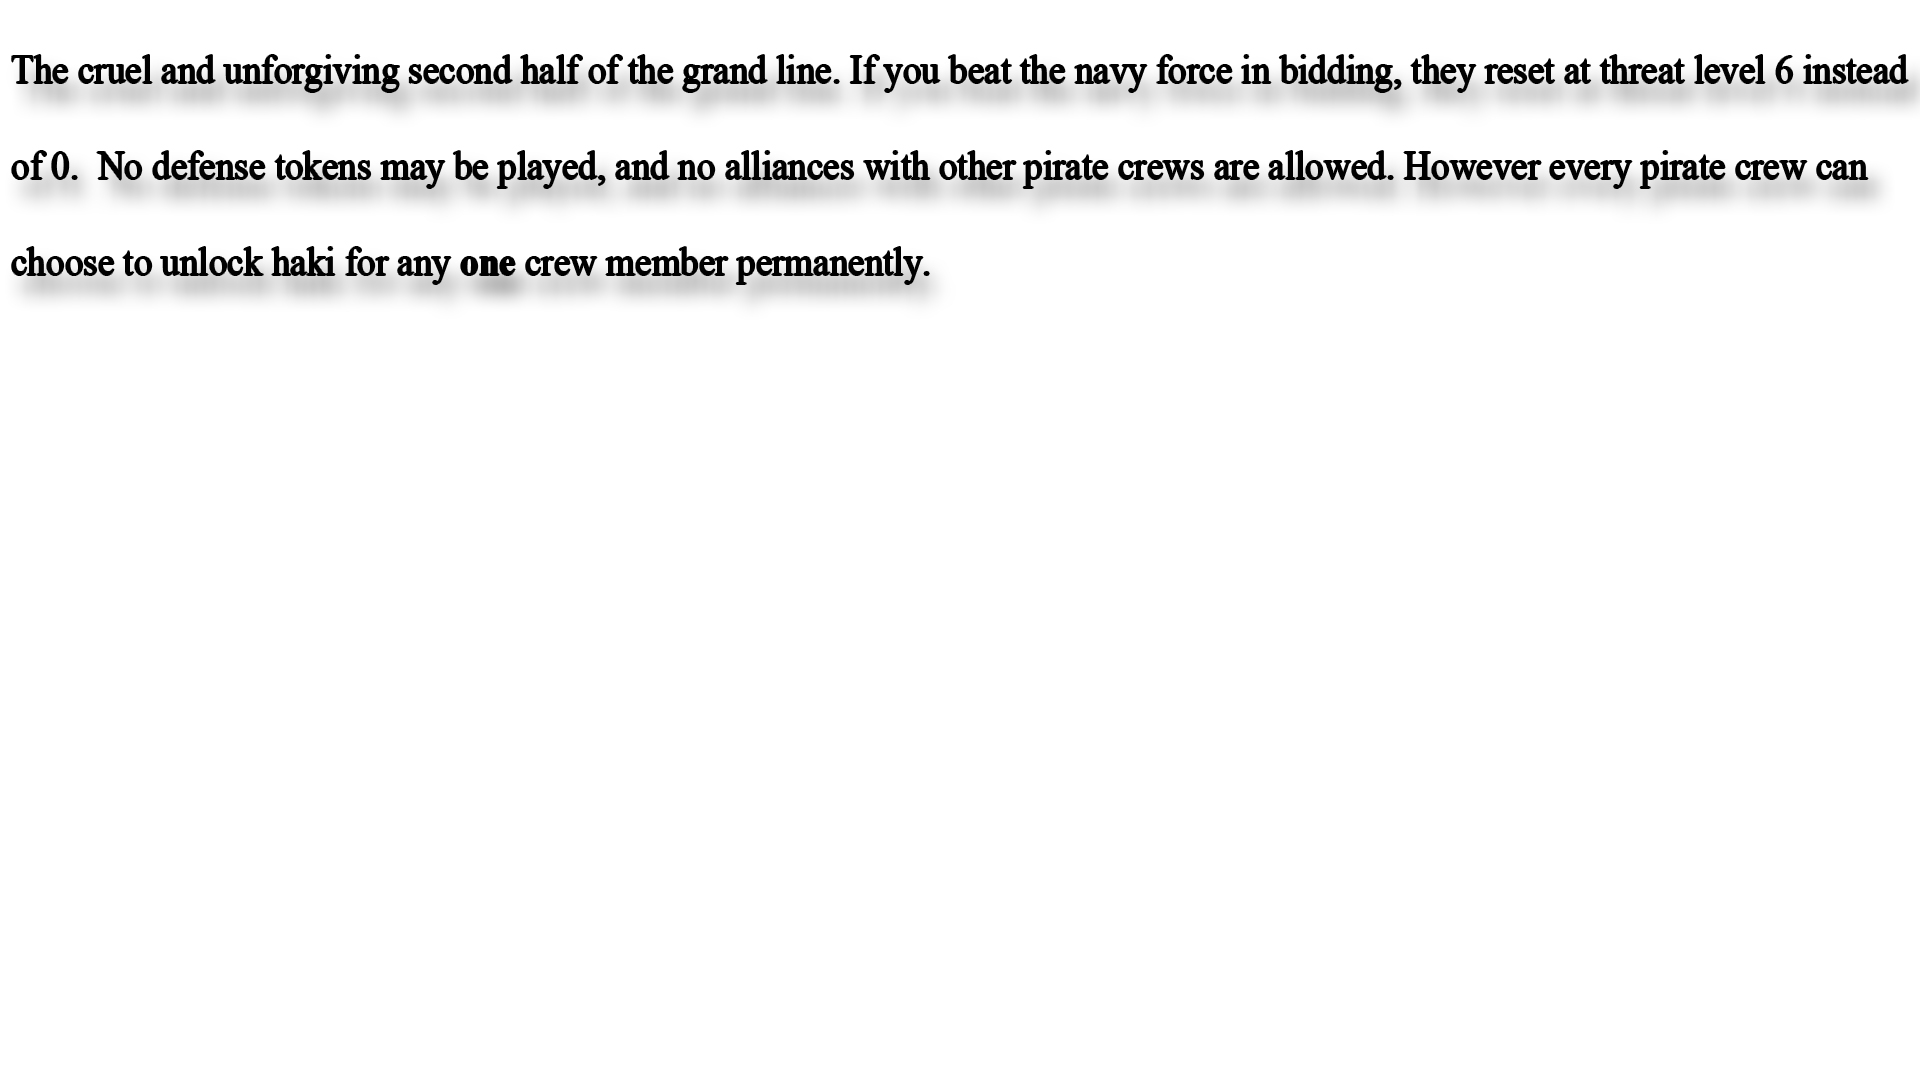 The cruel and unforgiving second half of the grand line. If you beat the navy force in bidding, they reset at threat level 6 instead
of 0.  No defense tokens may be played, and no alliances with other pirate crews are allowed. However every pirate crew can
choose to unlock haki for any one crew member permanently.